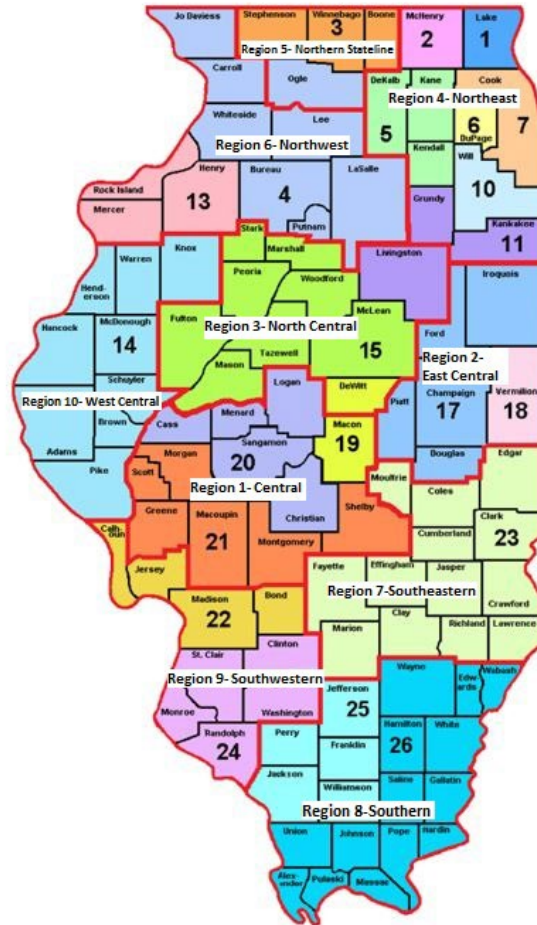 Jo Daviess
Stephenson
Winnebago
Boone
McHenry
Lake
3
2
1
Region 5- Northern Stateline
Carroll
Ogle
DeKalb
Kane
Cook
Region 4- Northeast
6
7
DuPage
5
Whiteside
Lee
Region 6- Northwest
Kendall
Will
10
Henry
Bureau
LaSalle
Rock Island
13
4
Mercer
Putnam
Grundy
Kankakee
11
Stark
Marshall
Knox
Warren
Livingston
Iroquois
Hend-
erson
Peoria
Woodford
Hancock
McDonough
Fulton
McLean
Ford
Region 3- North Central
14
Tazewell
15
Mason
Region 2-
East Central
Schuyler
Logan
DeWitt
Champaign
Vermilion
Region 10- West Central
Menard
Piatt
17
18
Brown
Cass
Macon
Adams
Sangamon
19
Douglas
Edgar
Pike
Morgan
20
Moultrie
Scott
Coles
Region 1- Central
Greene
Macoupin
Christian
Shelby
Clark
Cal-
houn
21
Montgomery
Cumberland
23
Jersey
Fayette
Effingham
Jasper
Region 7-Southeastern
Madison
Bond
Crawford
22
Clay
Marion
Richland
Lawrence
Clinton
St. Clair
Wayne
Wabash
Region 9- Southwestern
Edw
ards
Jefferson
25
Monroe
Washington
Randolph
Hamilton
White
24
Perry
26
Franklin
Jackson
Saline
Gallatin
Williamson
Region 8-Southern
Union
Johnson
Pope
Hardin
Alex-
ander
Pulaski
Massac